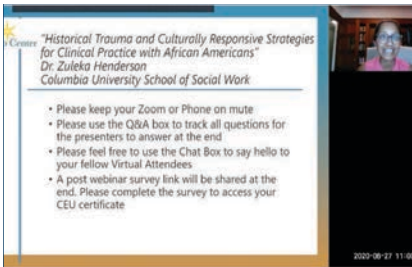 o Center
"Historical Trauma and Culturally Responsive Strategies
for Clinical Practice with African Americans"
Dr. Zuleka Henderson
Columbia University School of Social Work
• Please keep your Zoom or Phone on mute
• Please use the Q&A box to track all questions for
the presenters to answer at the end
• Please feel free to use the Chat Box to say hello to
your fellow Virtual Attendees
• A post webinar survey link will be shared at the
end. Please complete the survey to access your
CEU certificate
2020-08-27 11:0